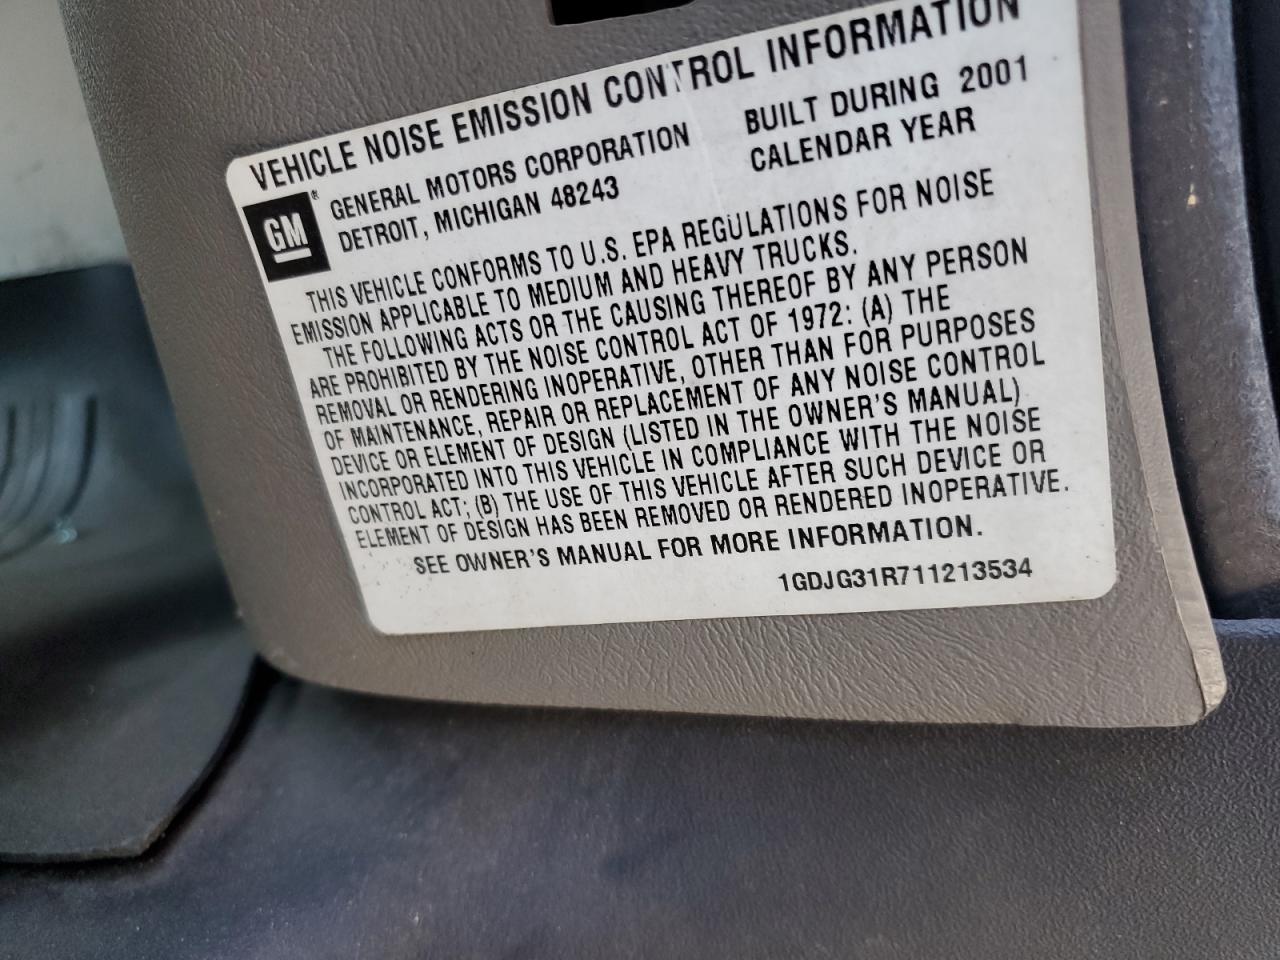 VEHICLE NOISE EMISSION CONTROL INFORMATION
GM® GENERAL MOTORS CORPORATION
DETROIT, MICHIGAN 48243
BUILT DURING 2001
CALENDAR YEAR
THIS VEHICLE CONFORMS TO U.S. EPA REGULATIONS FOR NOISE
EMISSION APPLICABLE TO MEDIUM AND HEAVY TRUCKS.
THE FOLLOWING ACTS OR THE CAUSING THEREOF BY ANY PERSON
ARE PROHIBITED BY THE NOISE CONTROL ACT OF 1972: (A) THE
REMOVAL OR RENDERING INOPERATIVE, OTHER THAN FOR PURPOSES
OF MAINTENANCE, REPAIR OR REPLACEMENT OF ANY NOISE CONTROL
DEVICE OR ELEMENT OF DESIGN (LISTED IN THE OWNER'S MANUAL)
INCORPORATED INTO THIS VEHICLE IN COMPLIANCE WITH THE NOISE
CONTROL ACT; (B) THE USE OF THIS VEHICLE AFTER SUCH DEVICE OR
ELEMENT OF DESIGN HAS BEEN REMOVED OR RENDERED INOPERATIVE.
SEE OWNER'S MANUAL FOR MORE INFORMATION.
1GDJG31R711213534